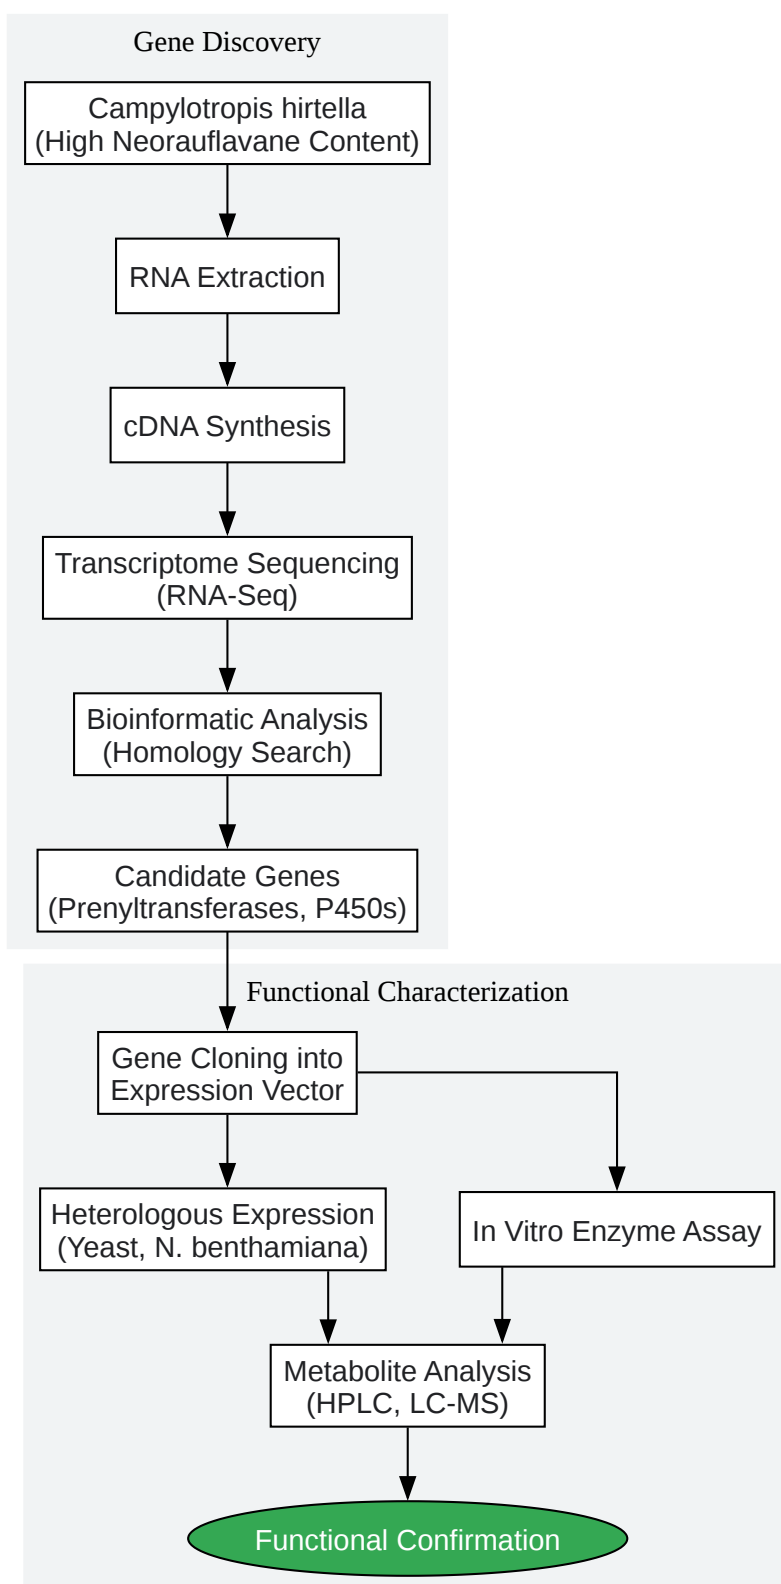 Gene Discovery
Campylotropis hirtella
(High Neorauflavane Content)
RNA Extraction
cDNA Synthesis
Transcriptome Sequencing
(RNA-Seq)
Bioinformatic Analysis
(Homology Search)
Candidate Genes
(Prenyltransferases, P450s)
Functional Characterization
Gene Cloning into
Expression Vector
Heterologous Expression
(Yeast, N. benthamiana)
In Vitro Enzyme Assay
Metabolite Analysis
(HPLC, LC-MS)
Functional Confirmation